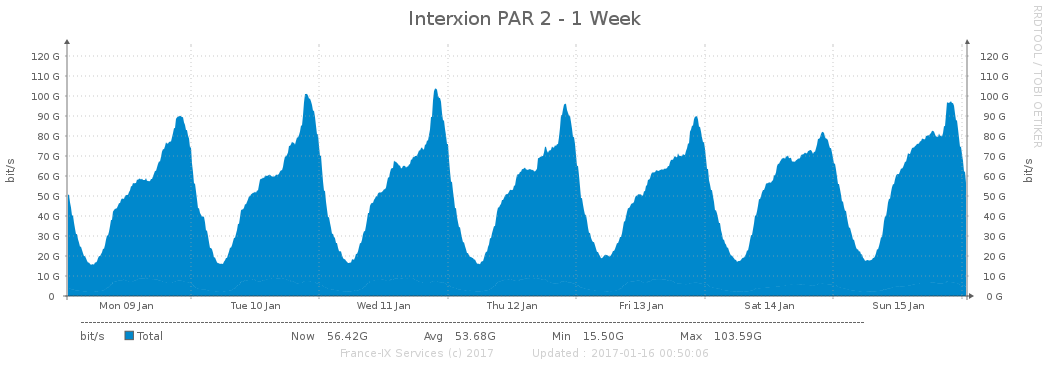 Interxion PAR 2 - 1 Week
RRDTOOL / TOBI OETIKER
bit/s
120 G 120 G
110 G 110 G
100 G 100 G
90 G 90 G
80 G 80 G
70 G 70 G
60 G 60 G
50 G 50 G
40 G 40 G
30 G 30 G
20 G 20 G
10 G 10 G
0 0 G
bit/s
Mon 09 Jan Tue 10 Jan Wed 11 Jan Thu 12 Jan Fri 13 Jan Sat 14 Jan Sun 15 Jan
bit/s Total Now 56.42G Avg 53.68G Min 15.50G Max 103.59G
France-IX Services (c) 2017 Updated : 2017-01-16 00:50:06